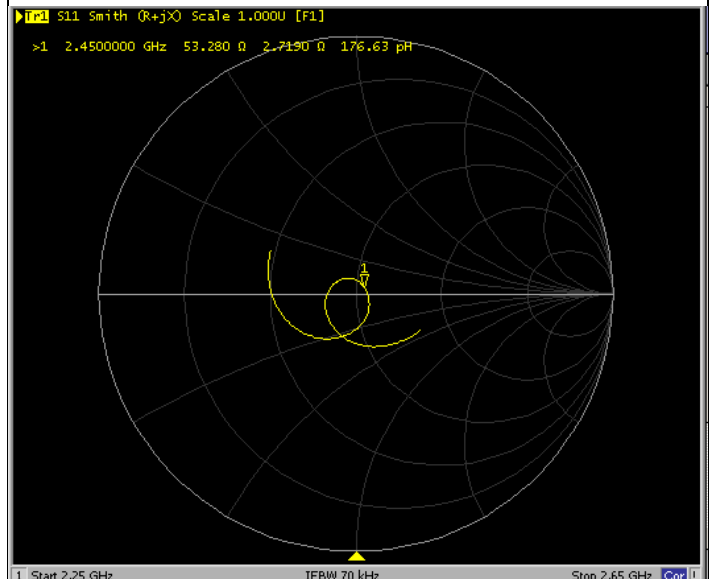 Tr1 S11 Smith (R+jX) Scale 1.000U [F1]
>1 2.4500000 GHz 53.280 Ω 2.7190 Ω 176.63 pH
1
1 Start 2.25 GHz IFBW 70 kHz Stop 2.65 GHz Cor !